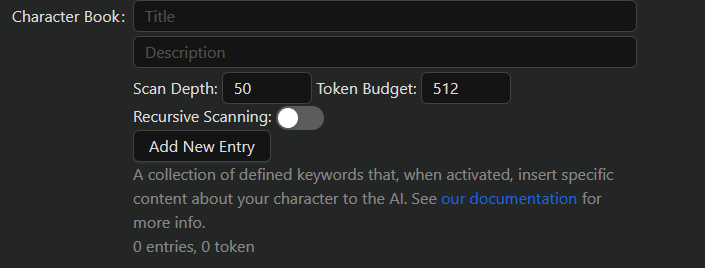 Character Book: Title
Description
Scan Depth: 50 Token Budget: 512
Recursive Scanning:
Add New Entry
A collection of defined keywords that, when activated, insert specific
content about your character to the AI. See our documentation for
more info.
0 entries, 0 token